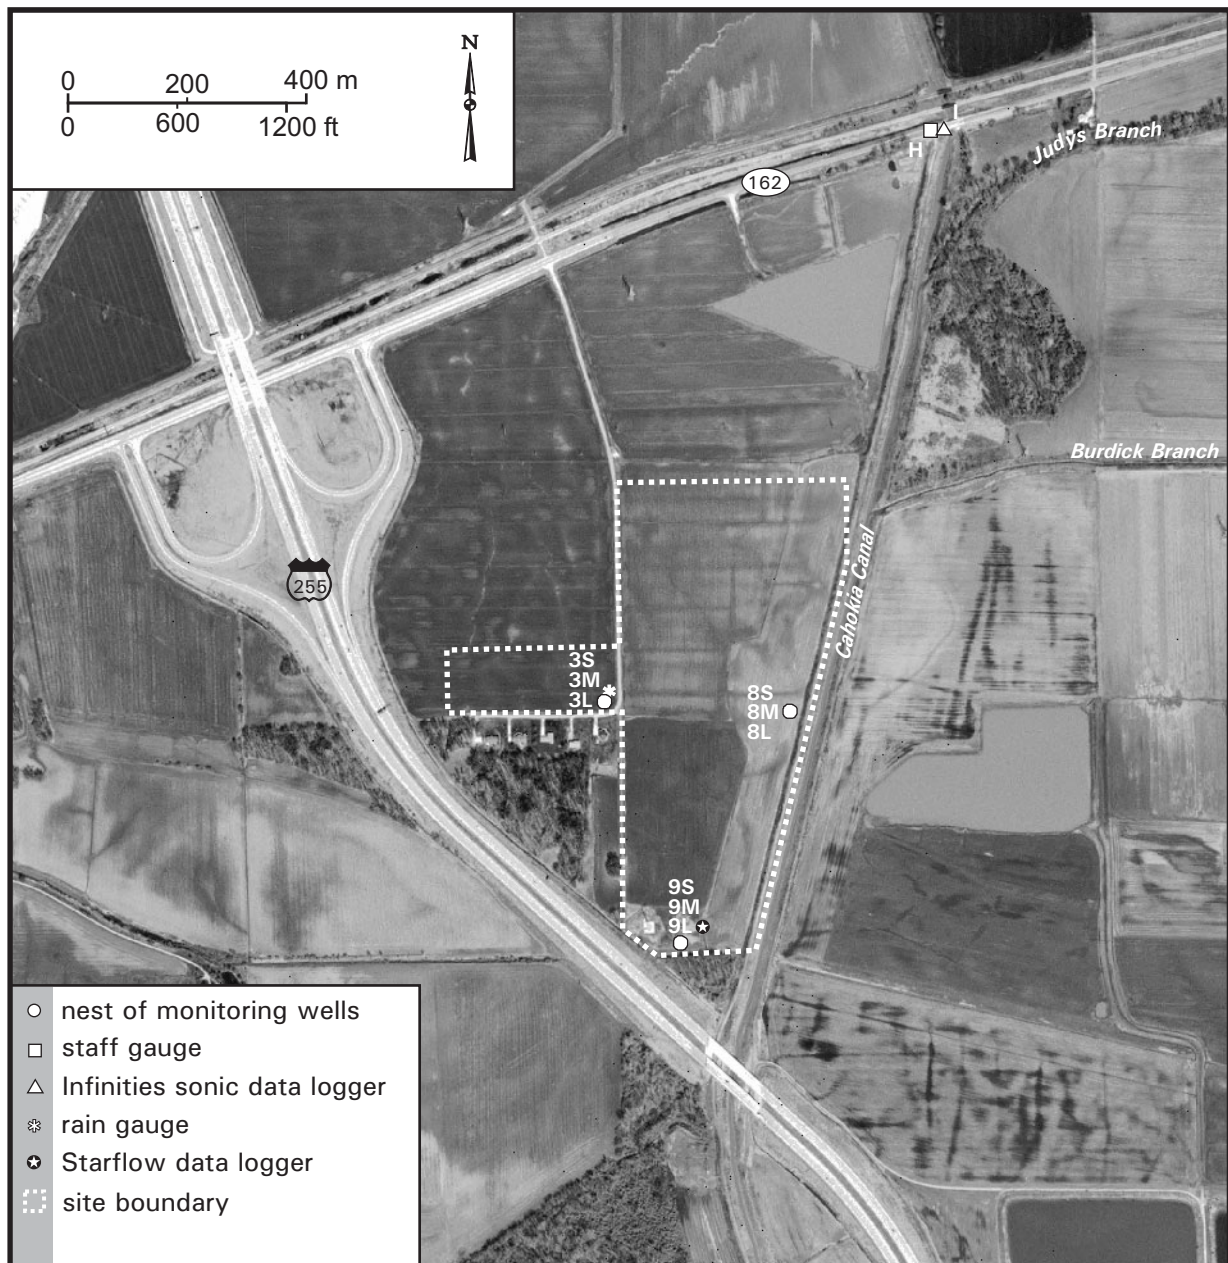 0 200 400 m
0 600 1200 ft
N
I
H
Judys Branch
162
Burdick Branch
255
Cahokia Canal
3S
3M
3L
8S
8M
8L
9S
9M
9L
nest of monitoring wells
staff gauge
Infinities sonic data logger
rain gauge
Starflow data logger
site boundary